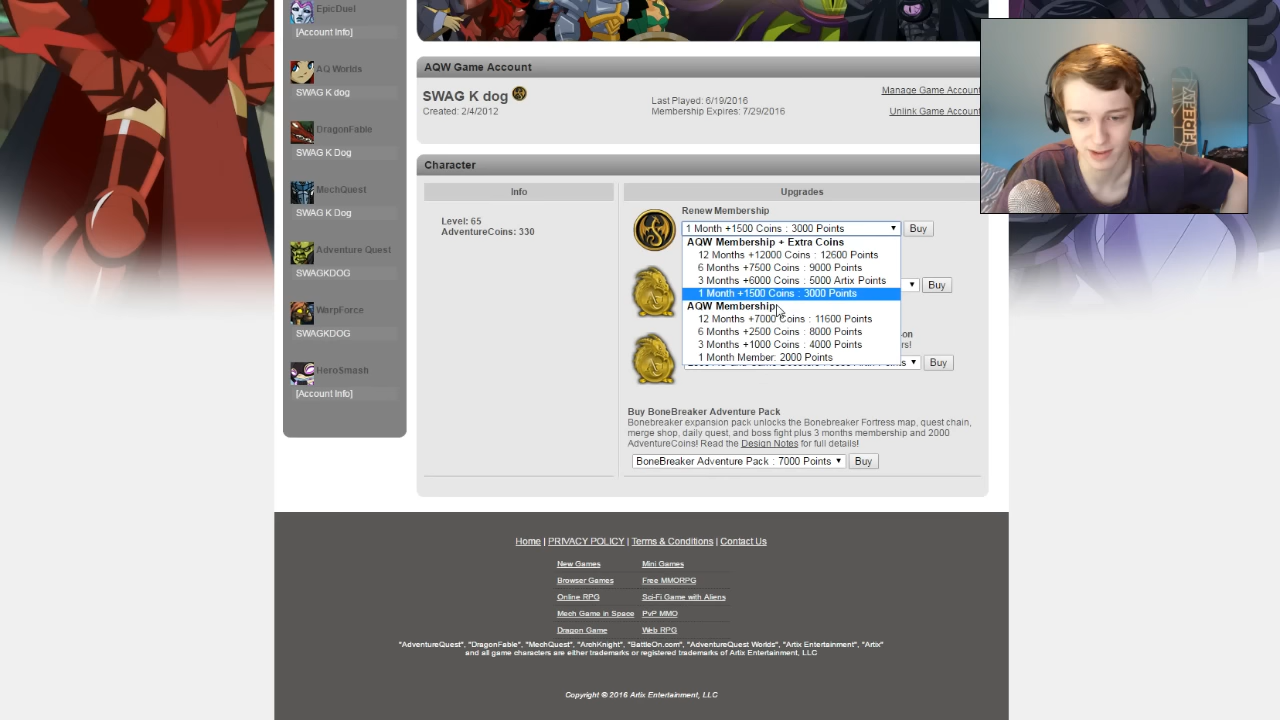 EpicDuel
[Account Info]
AQ Worlds
SWAG K dog
DragonFable
SWAG K Dog
MechQuest
SWAG K Dog
Adventure Quest
SWAGKDOG
WarpForce
SWAGKDOG
HeroSmash
[Account Info]
AQW Game Account
SWAG K dog
Created: 2/4/2012
Last Played: 6/19/2016
Membership Expires: 7/29/2016
Manage Game Account
Unlink Game Account
Character
Info
Level: 65
AdventureCoins: 330
Upgrades
Renew Membership
1 Month +1500 Coins : 3000 Points
Buy
AQW Membership + Extra Coins
12 Months +12000 Coins : 12600 Points
6 Months +7500 Coins : 9000 Points
3 Months +6000 Coins : 5000 Artix Points
1 Month +1500 Coins : 3000 Points
AQW Membership
12 Months +7000 Coins : 11600 Points
6 Months +2500 Coins : 8000 Points
3 Months +1000 Coins : 4000 Points
1 Month Member: 2000 Points
Buy
Buy
Buy BoneBreaker Adventure Pack
Bonebreaker expansion pack unlocks the Bonebreaker Fortress map, quest chain,
merge shop, daily quest, and boss fight plus 3 months membership and 2000
AdventureCoins! Read the Design Notes for full details!
BoneBreaker Adventure Pack : 7000 Points
Buy
FIREFLY
Home | PRIVACY POLICY | Terms & Conditions | Contact Us
New Games Mini Games
Browser Games Free MMORPG
Online RPG Sci-Fi Game with Aliens
Mech Game in Space PvP MMO
Dragon Game Web RPG
"AdventureQuest", "DragonFable", "MechQuest", "ArchKnight", "BattleOn.com", "AdventureQuest Worlds", "Artix Entertainment", "Artix"
and all game characters are either trademarks or registered trademarks of Artix Entertainment, LLC
Copyright © 2016 Artix Entertainment, LLC